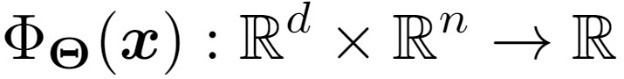 Φ_Θ(𝒙) : ℝ^d × ℝ^n → ℝ